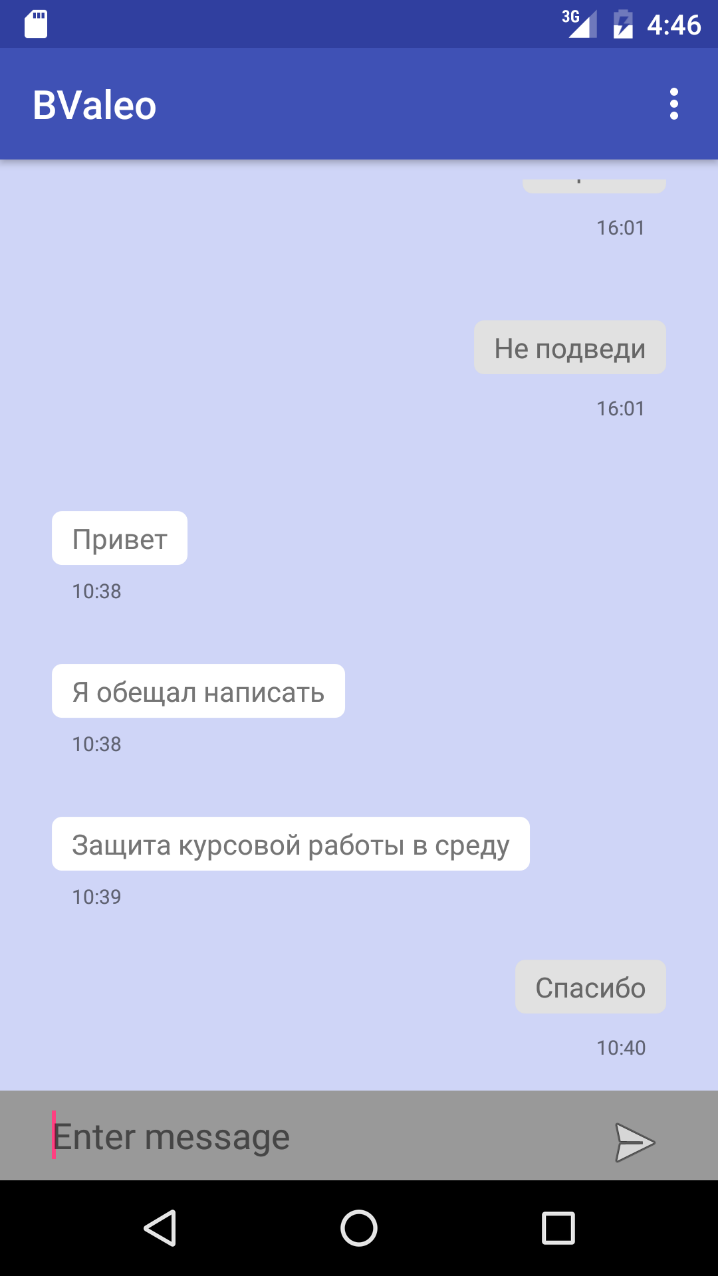 3G 4:46
BValeo
16:01
Не подведи
16:01
Привет
10:38
Я обещал написать
10:38
Защита курсовой работы в среду
10:39
Спасибо
10:40
Enter message